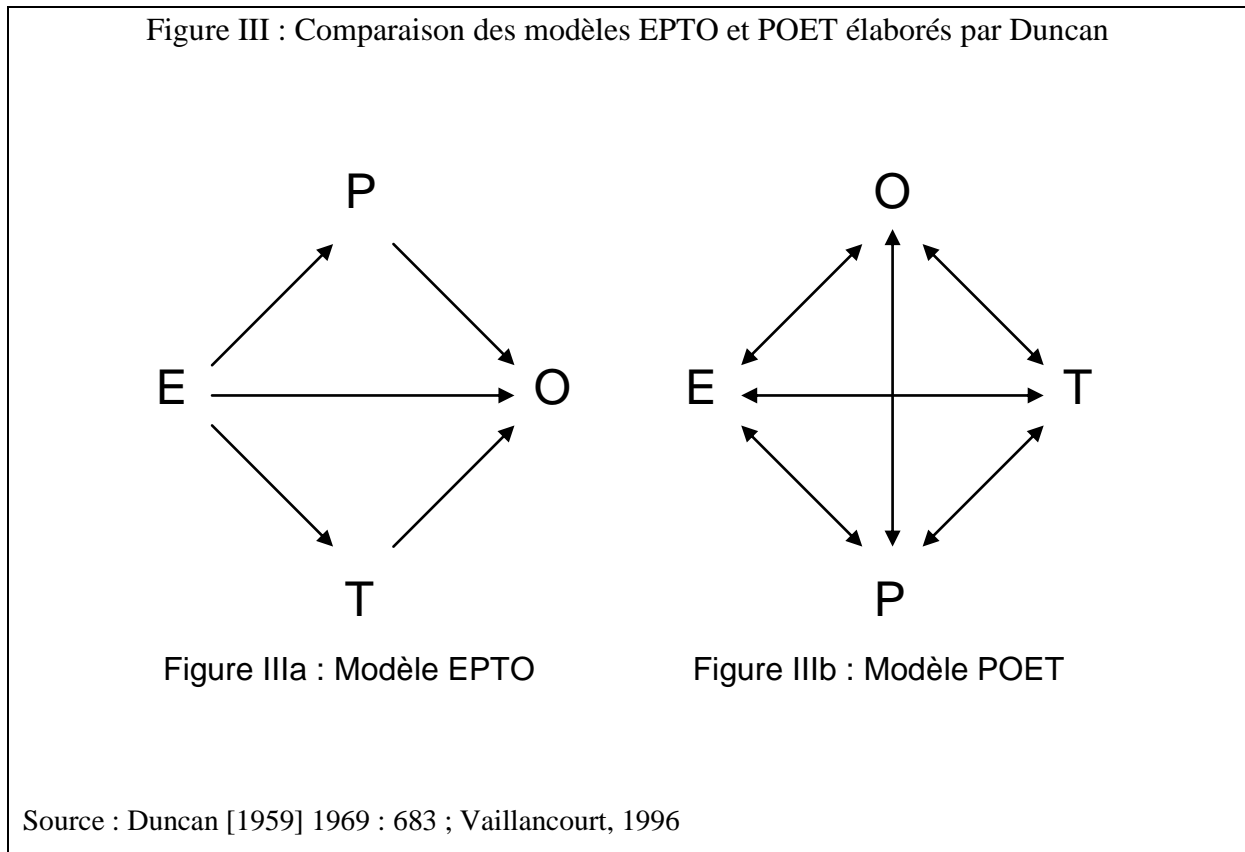 Figure III : Comparaison des modèles EPTO et POET élaborés par Duncan
P
E
O
T
Figure IIIa : Modèle EPTO
O
E
T
P
Figure IIIb : Modèle POET
Source : Duncan [1959] 1969 : 683 ; Vaillancourt, 1996